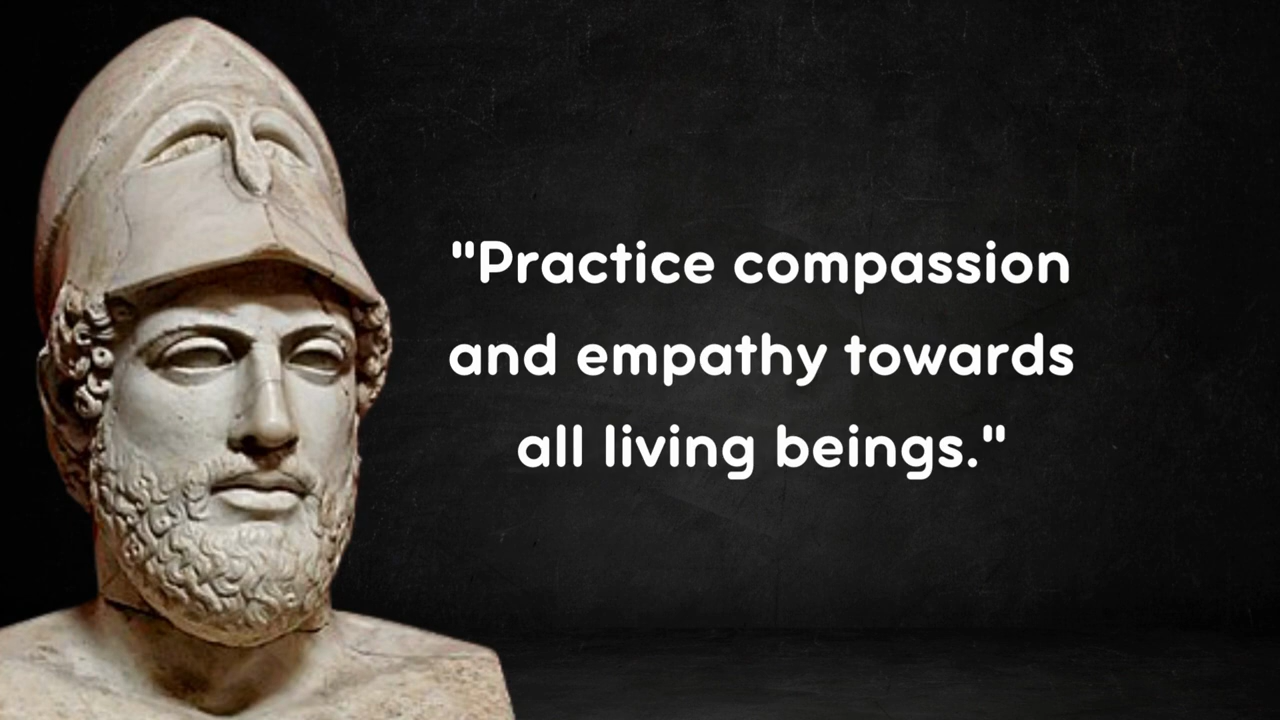 "Practice compassion
and empathy towards
all living beings."